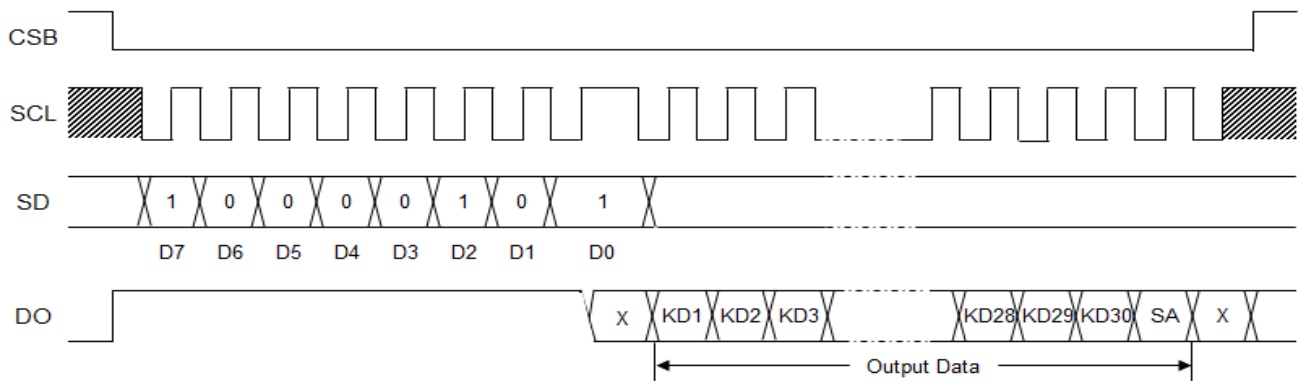 CSB
SCL
SD 1 0 0 0 0 1 0 1
D7 D6 D5 D4 D3 D2 D1 D0
DO X KD1 KD2 KD3 KD28 KD29 KD30 SA X
Output Data